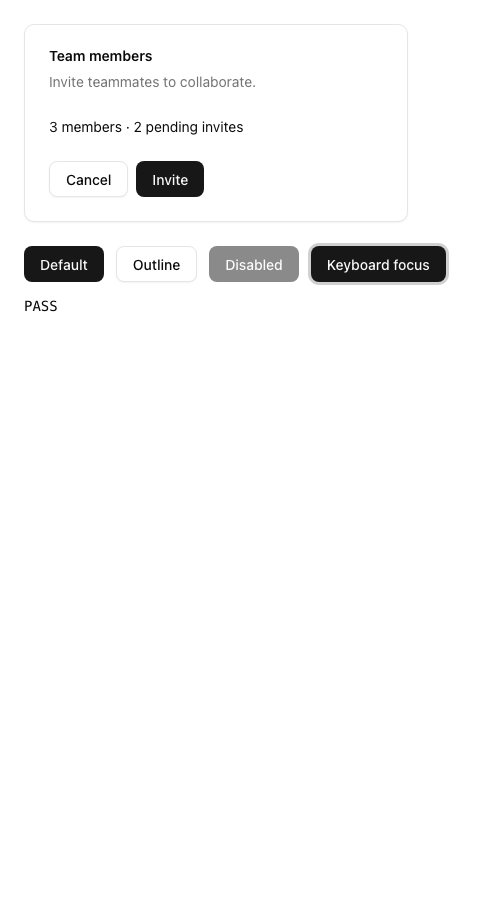 Team members
Invite teammates to collaborate.
3 members · 2 pending invites
Cancel Invite
Default Outline Disabled Keyboard focus
PASS